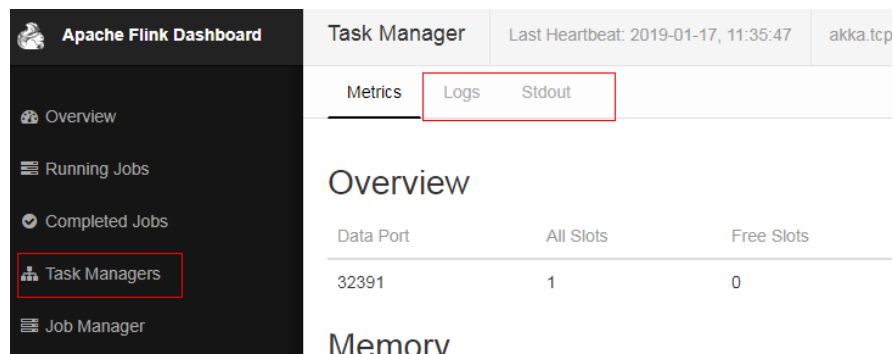 Apache Flink Dashboard
Overview
Running Jobs
Completed Jobs
Task Managers
Job Manager
Task Manager Last Heartbeat: 2019-01-17, 11:35:47 akka.tcp
Metrics Logs Stdout
Overview
Data Port All Slots Free Slots
32391 1 0
Memory